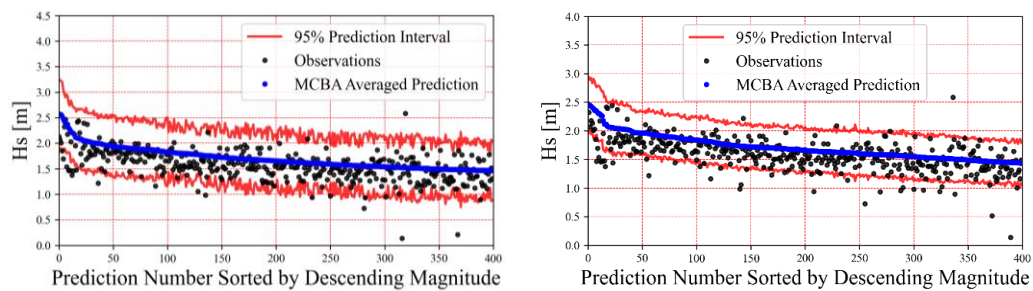 4.5
4.0
3.5
3.0
2.5
2.0
1.5
1.0
0.5
0.0
Hs [m]
95% Prediction Interval
Observations
MCBA Averaged Prediction
0 50 100 150 200 250 300 350 400
Prediction Number Sorted by Descending Magnitude
4.0
3.5
3.0
2.5
2.0
1.5
1.0
0.5
0.0
Hs [m]
95% Prediction Interval
Observations
MCBA Averaged Prediction
0 50 100 150 200 250 300 350 400
Prediction Number Sorted by Descending Magnitude